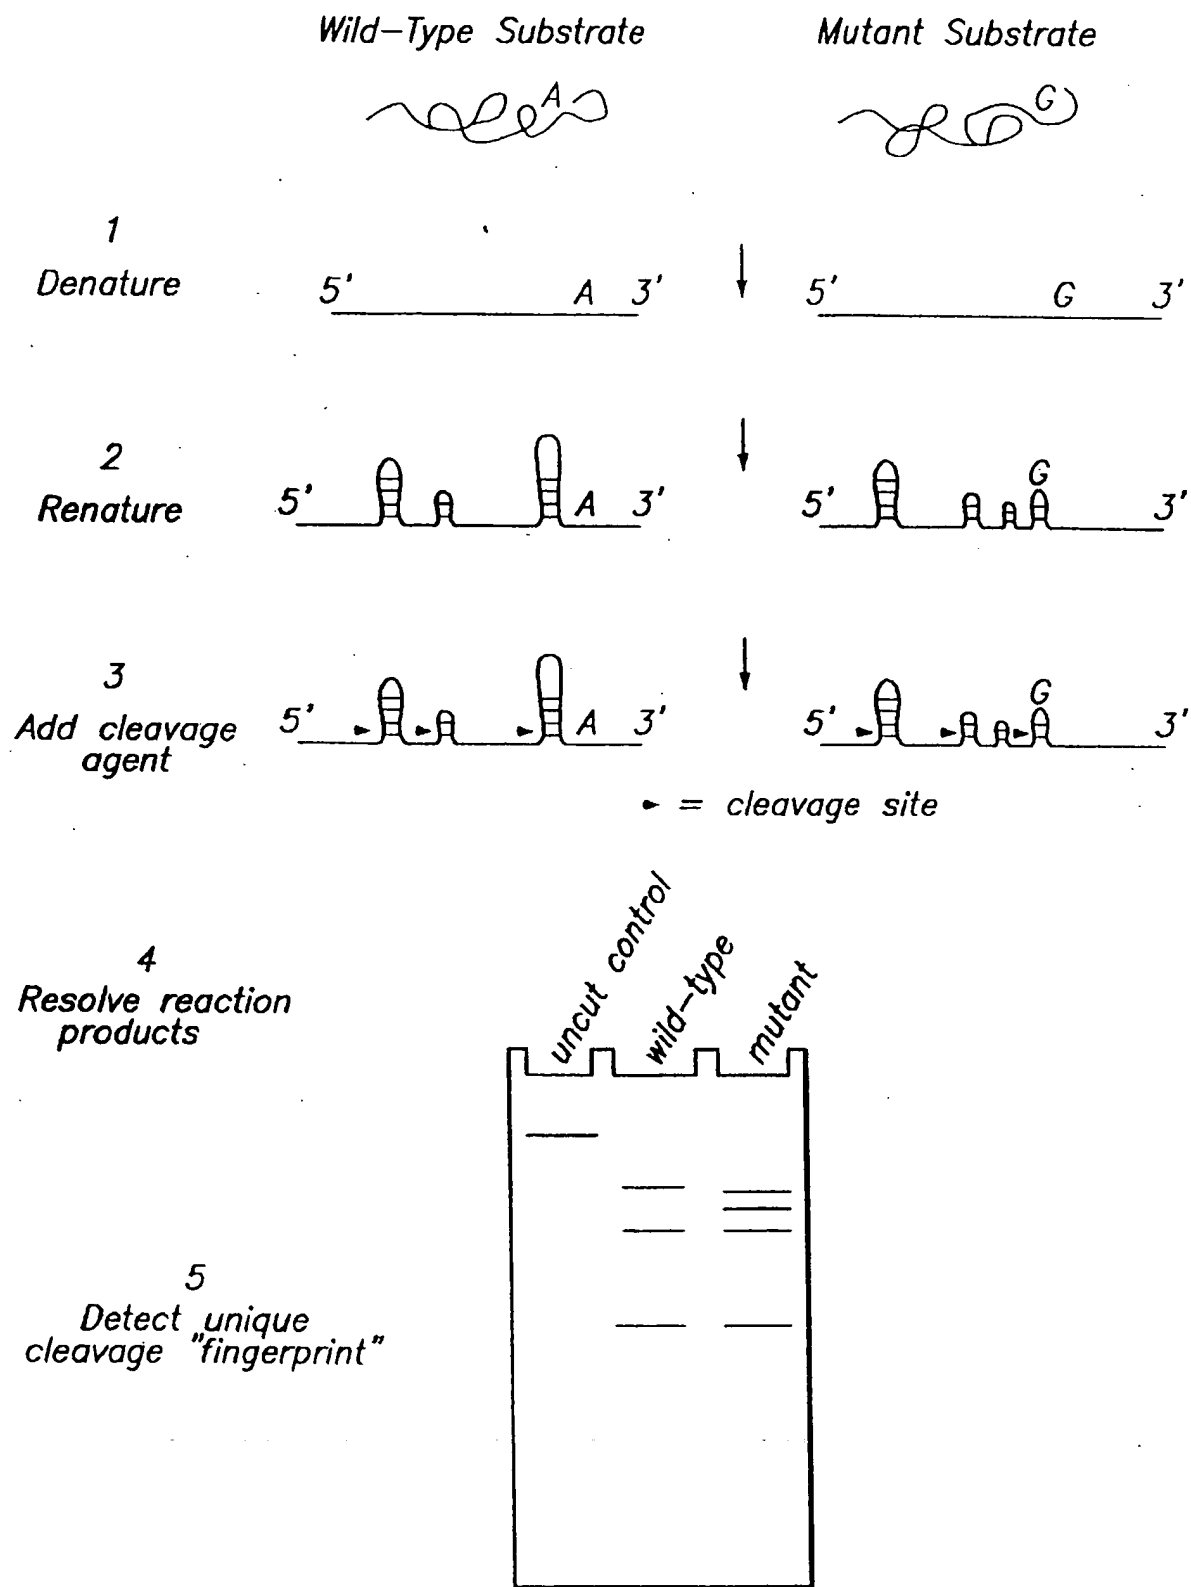 Wild-Type Substrate
Mutant Substrate
A
G
1
Denature
5' A 3'
5' G 3'
2
Renature
5' A 3'
5' G 3'
3
Add cleavage
agent
5' A 3'
5' G 3'
= cleavage site
4
Resolve reaction
products
uncut control
wild-type
mutant
5
Detect unique
cleavage "fingerprint"